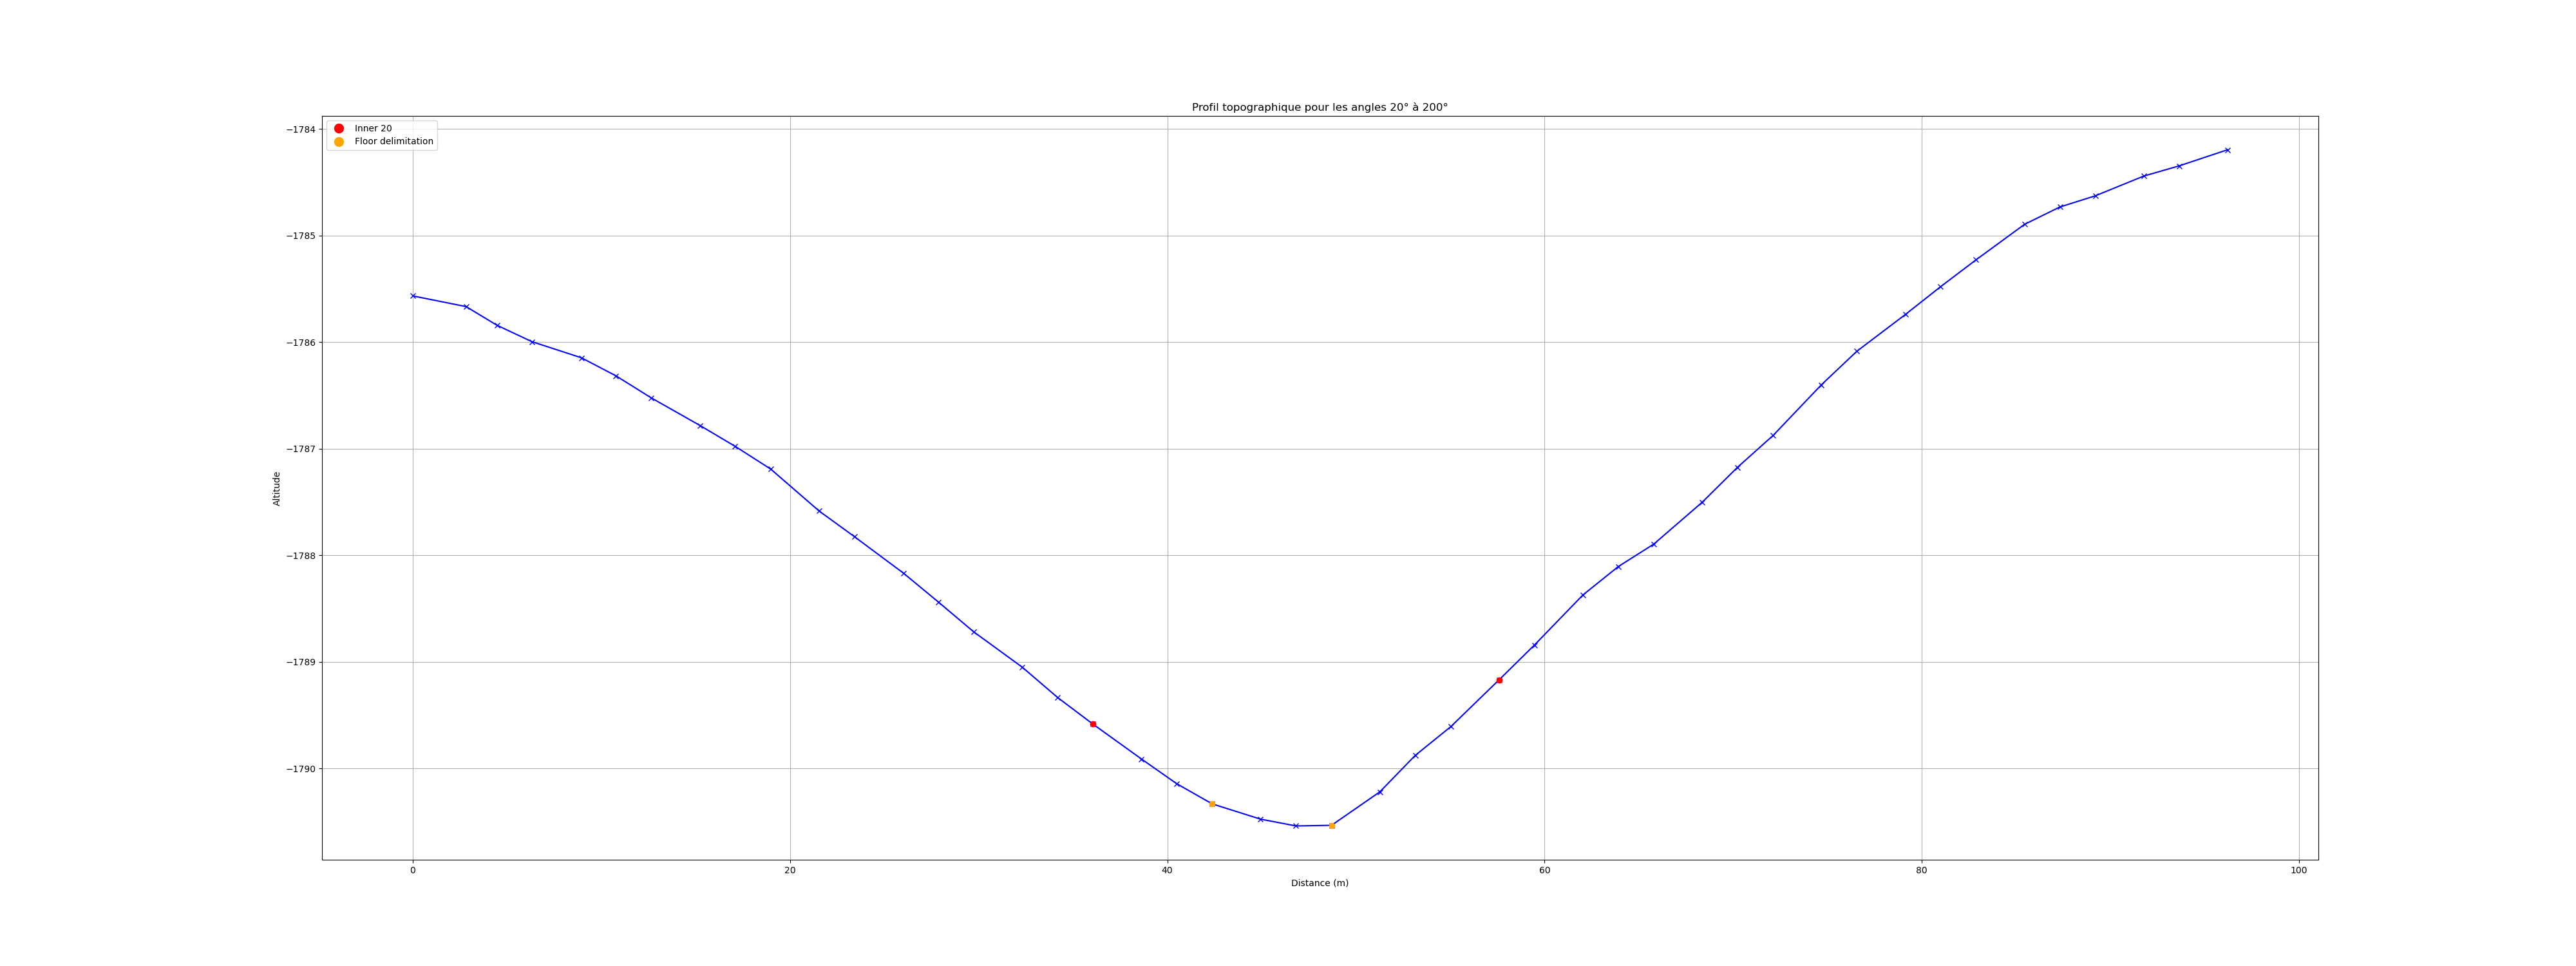 Profil topographique pour les angles 20° à 200°
Inner 20
Floor delimitation
−1784
−1785
−1786
−1787
−1788
−1789
−1790
Altitude
0
20
40
60
80
100
Distance (m)